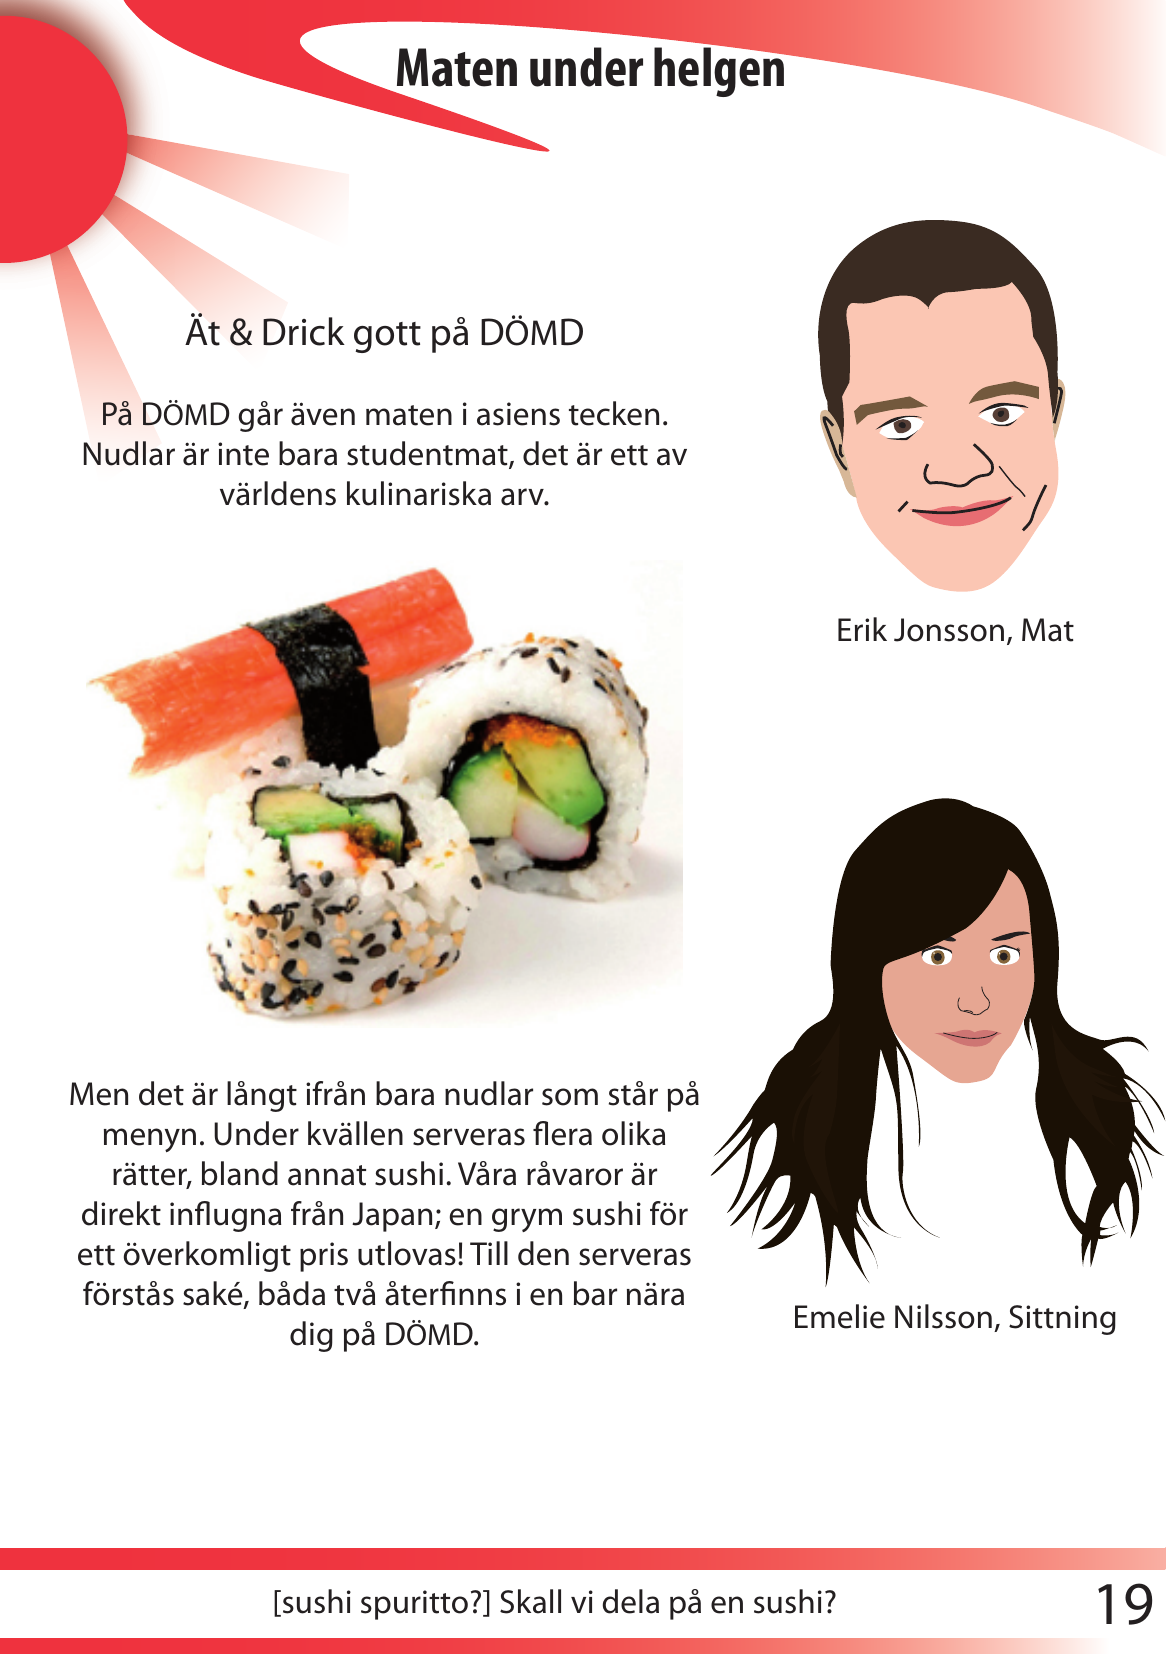 Maten under helgen
Ät & Drick gott på DÖMD
På DÖMD går även maten i asiens tecken.
Nudlar är inte bara studentmat, det är ett av
världens kulinariska arv.
Erik Jonsson, Mat
Men det är långt ifrån bara nudlar som står på
menyn. Under kvällen serveras flera olika
rätter, bland annat sushi. Våra råvaror är
direkt influgna från Japan; en grym sushi för
ett överkomligt pris utlovas! Till den serveras
förstås saké, båda två återfinns i en bar nära
dig på DÖMD.
Emelie Nilsson, Sittning
[sushi spuritto?] Skall vi dela på en sushi?
19